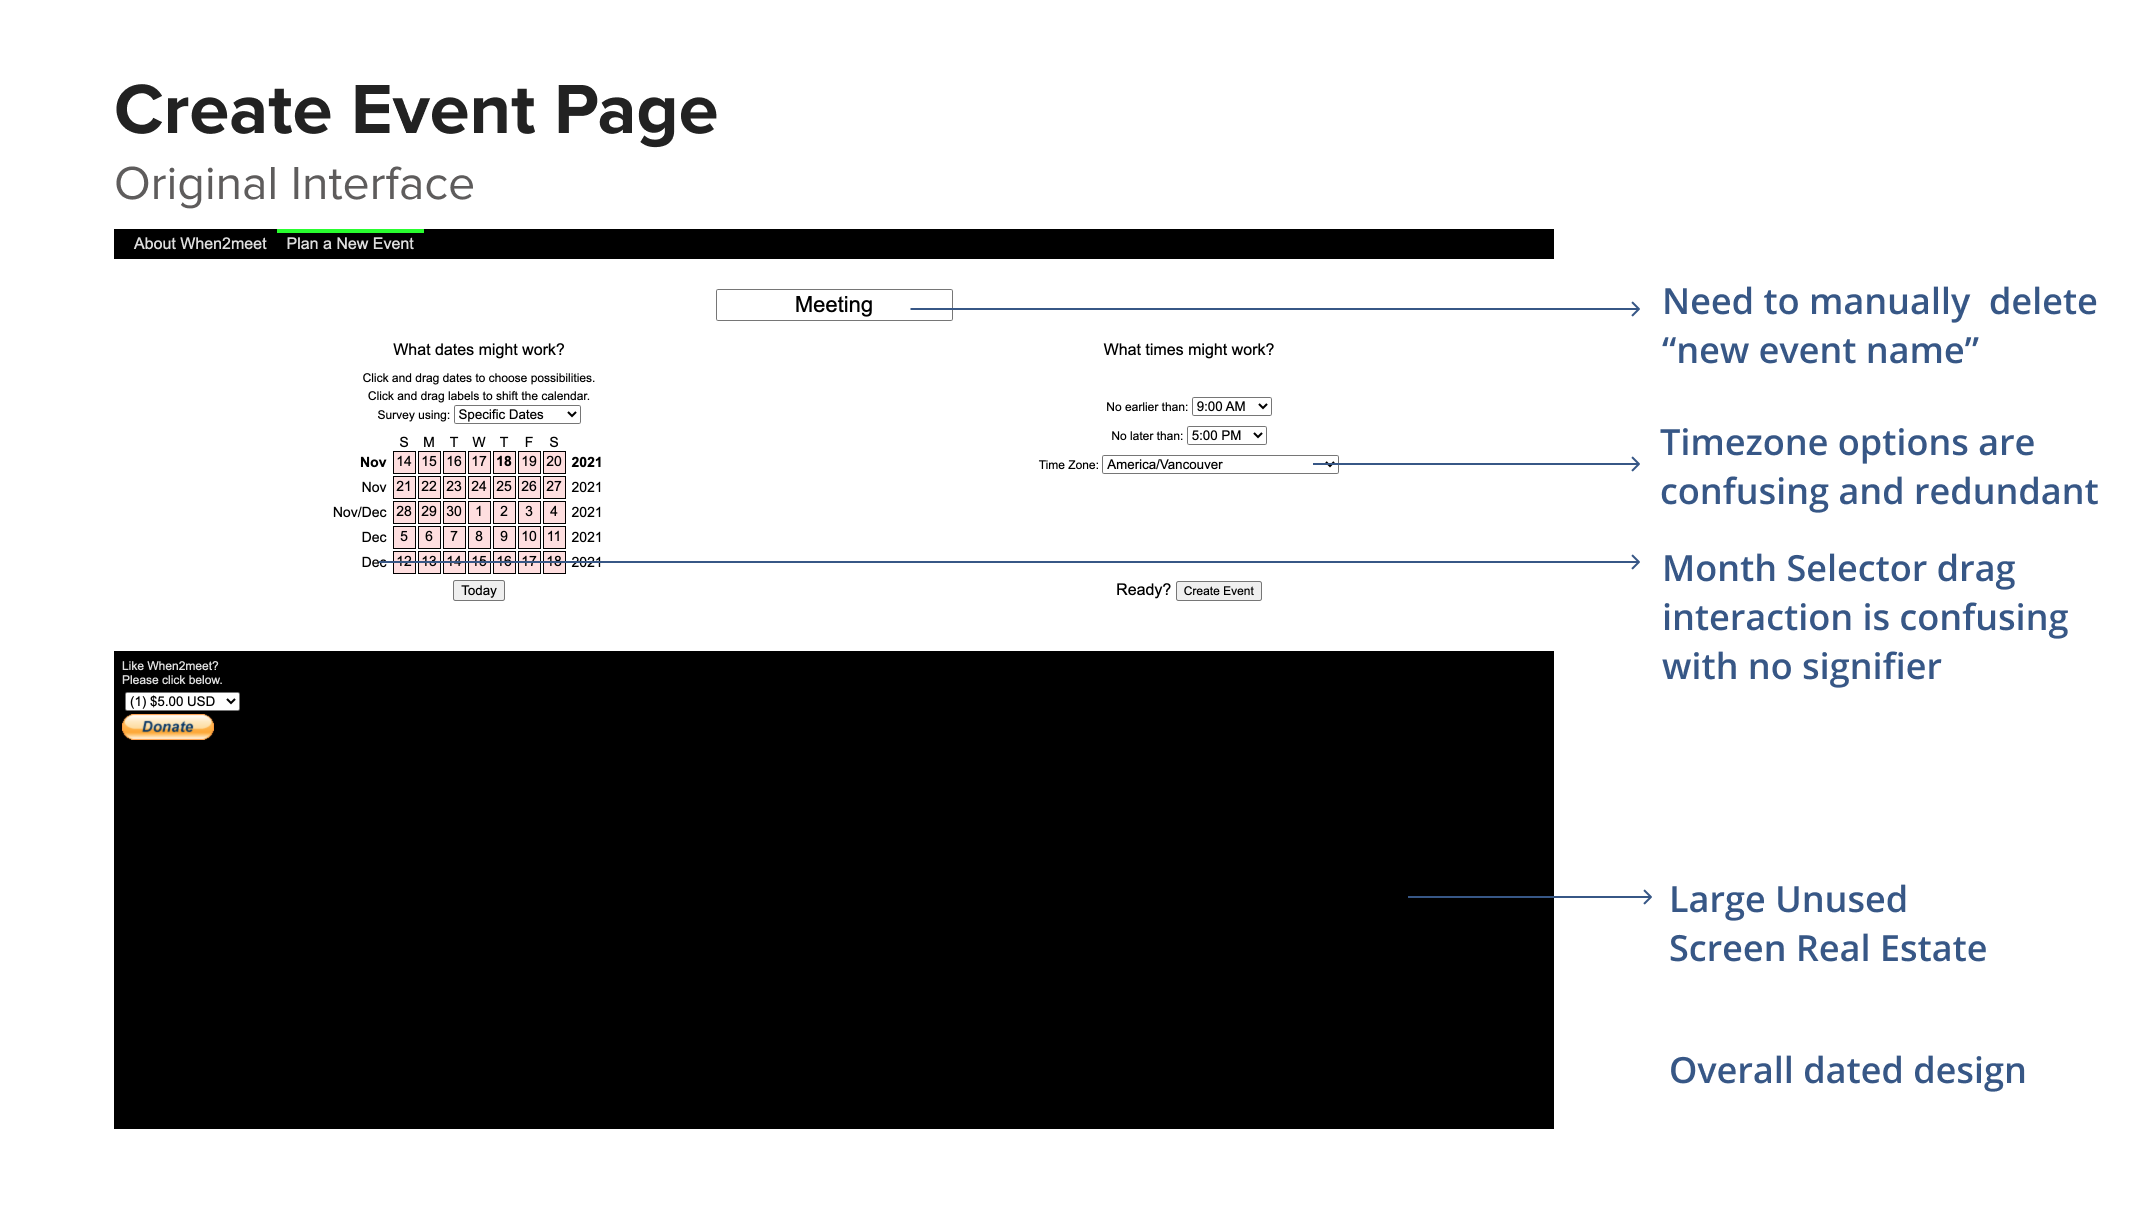 Create Event Page
Original Interface
About When2meet Plan a New Event
Meeting
Need to manually  delete
“new event name”
What dates might work?
Click and drag dates to choose possibilities.
Click and drag labels to shift the calendar.
Survey using: Specific Dates
S M T W T F S
Nov 14 15 16 17 18 19 20 2021
Nov 21 22 23 24 25 26 27 2021
Nov/Dec 28 29 30 1 2 3 4 2021
Dec 5 6 7 8 9 10 11 2021
Dec 12 13 14 15 16 17 18 2021
Today
What times might work?
No earlier than: 9:00 AM
No later than: 5:00 PM
Time Zone: America/Vancouver
Ready? Create Event
Timezone options are
confusing and redundant
Month Selector drag
interaction is confusing
with no signifier
Like When2meet?
Please click below.
(1) $5.00 USD
Donate
Large Unused
Screen Real Estate
Overall dated design